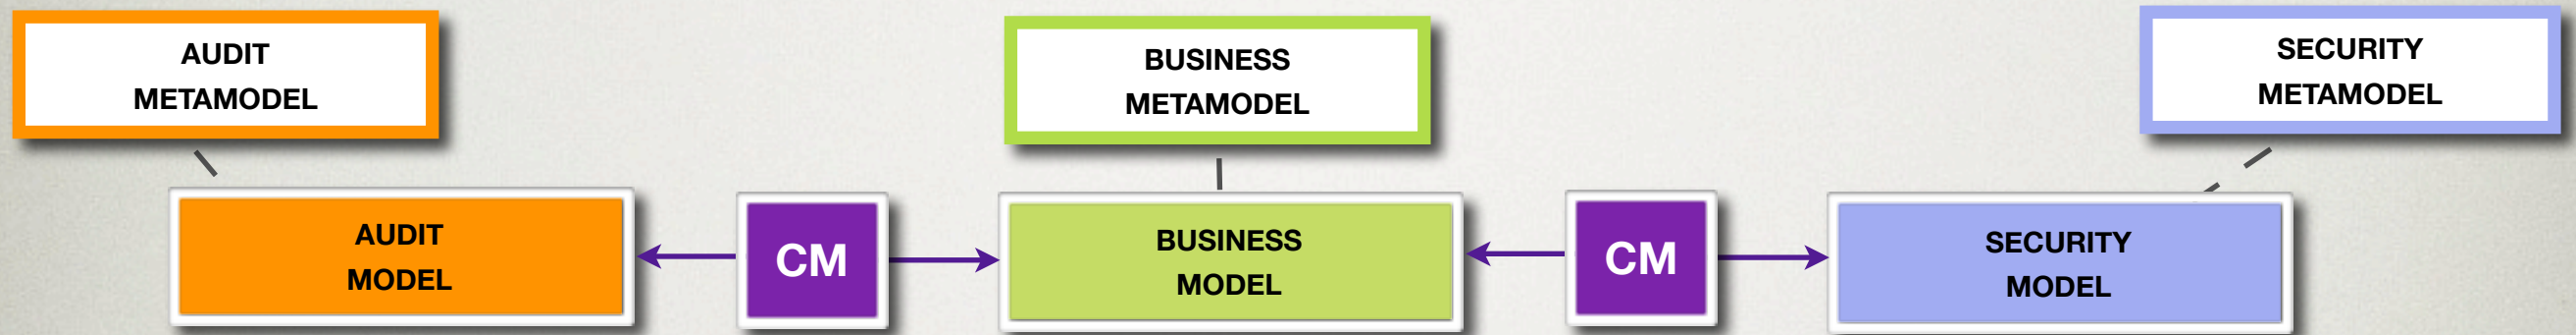 AUDIT
METAMODEL
BUSINESS
METAMODEL
SECURITY
METAMODEL
AUDIT
MODEL
CM
BUSINESS
MODEL
CM
SECURITY
MODEL